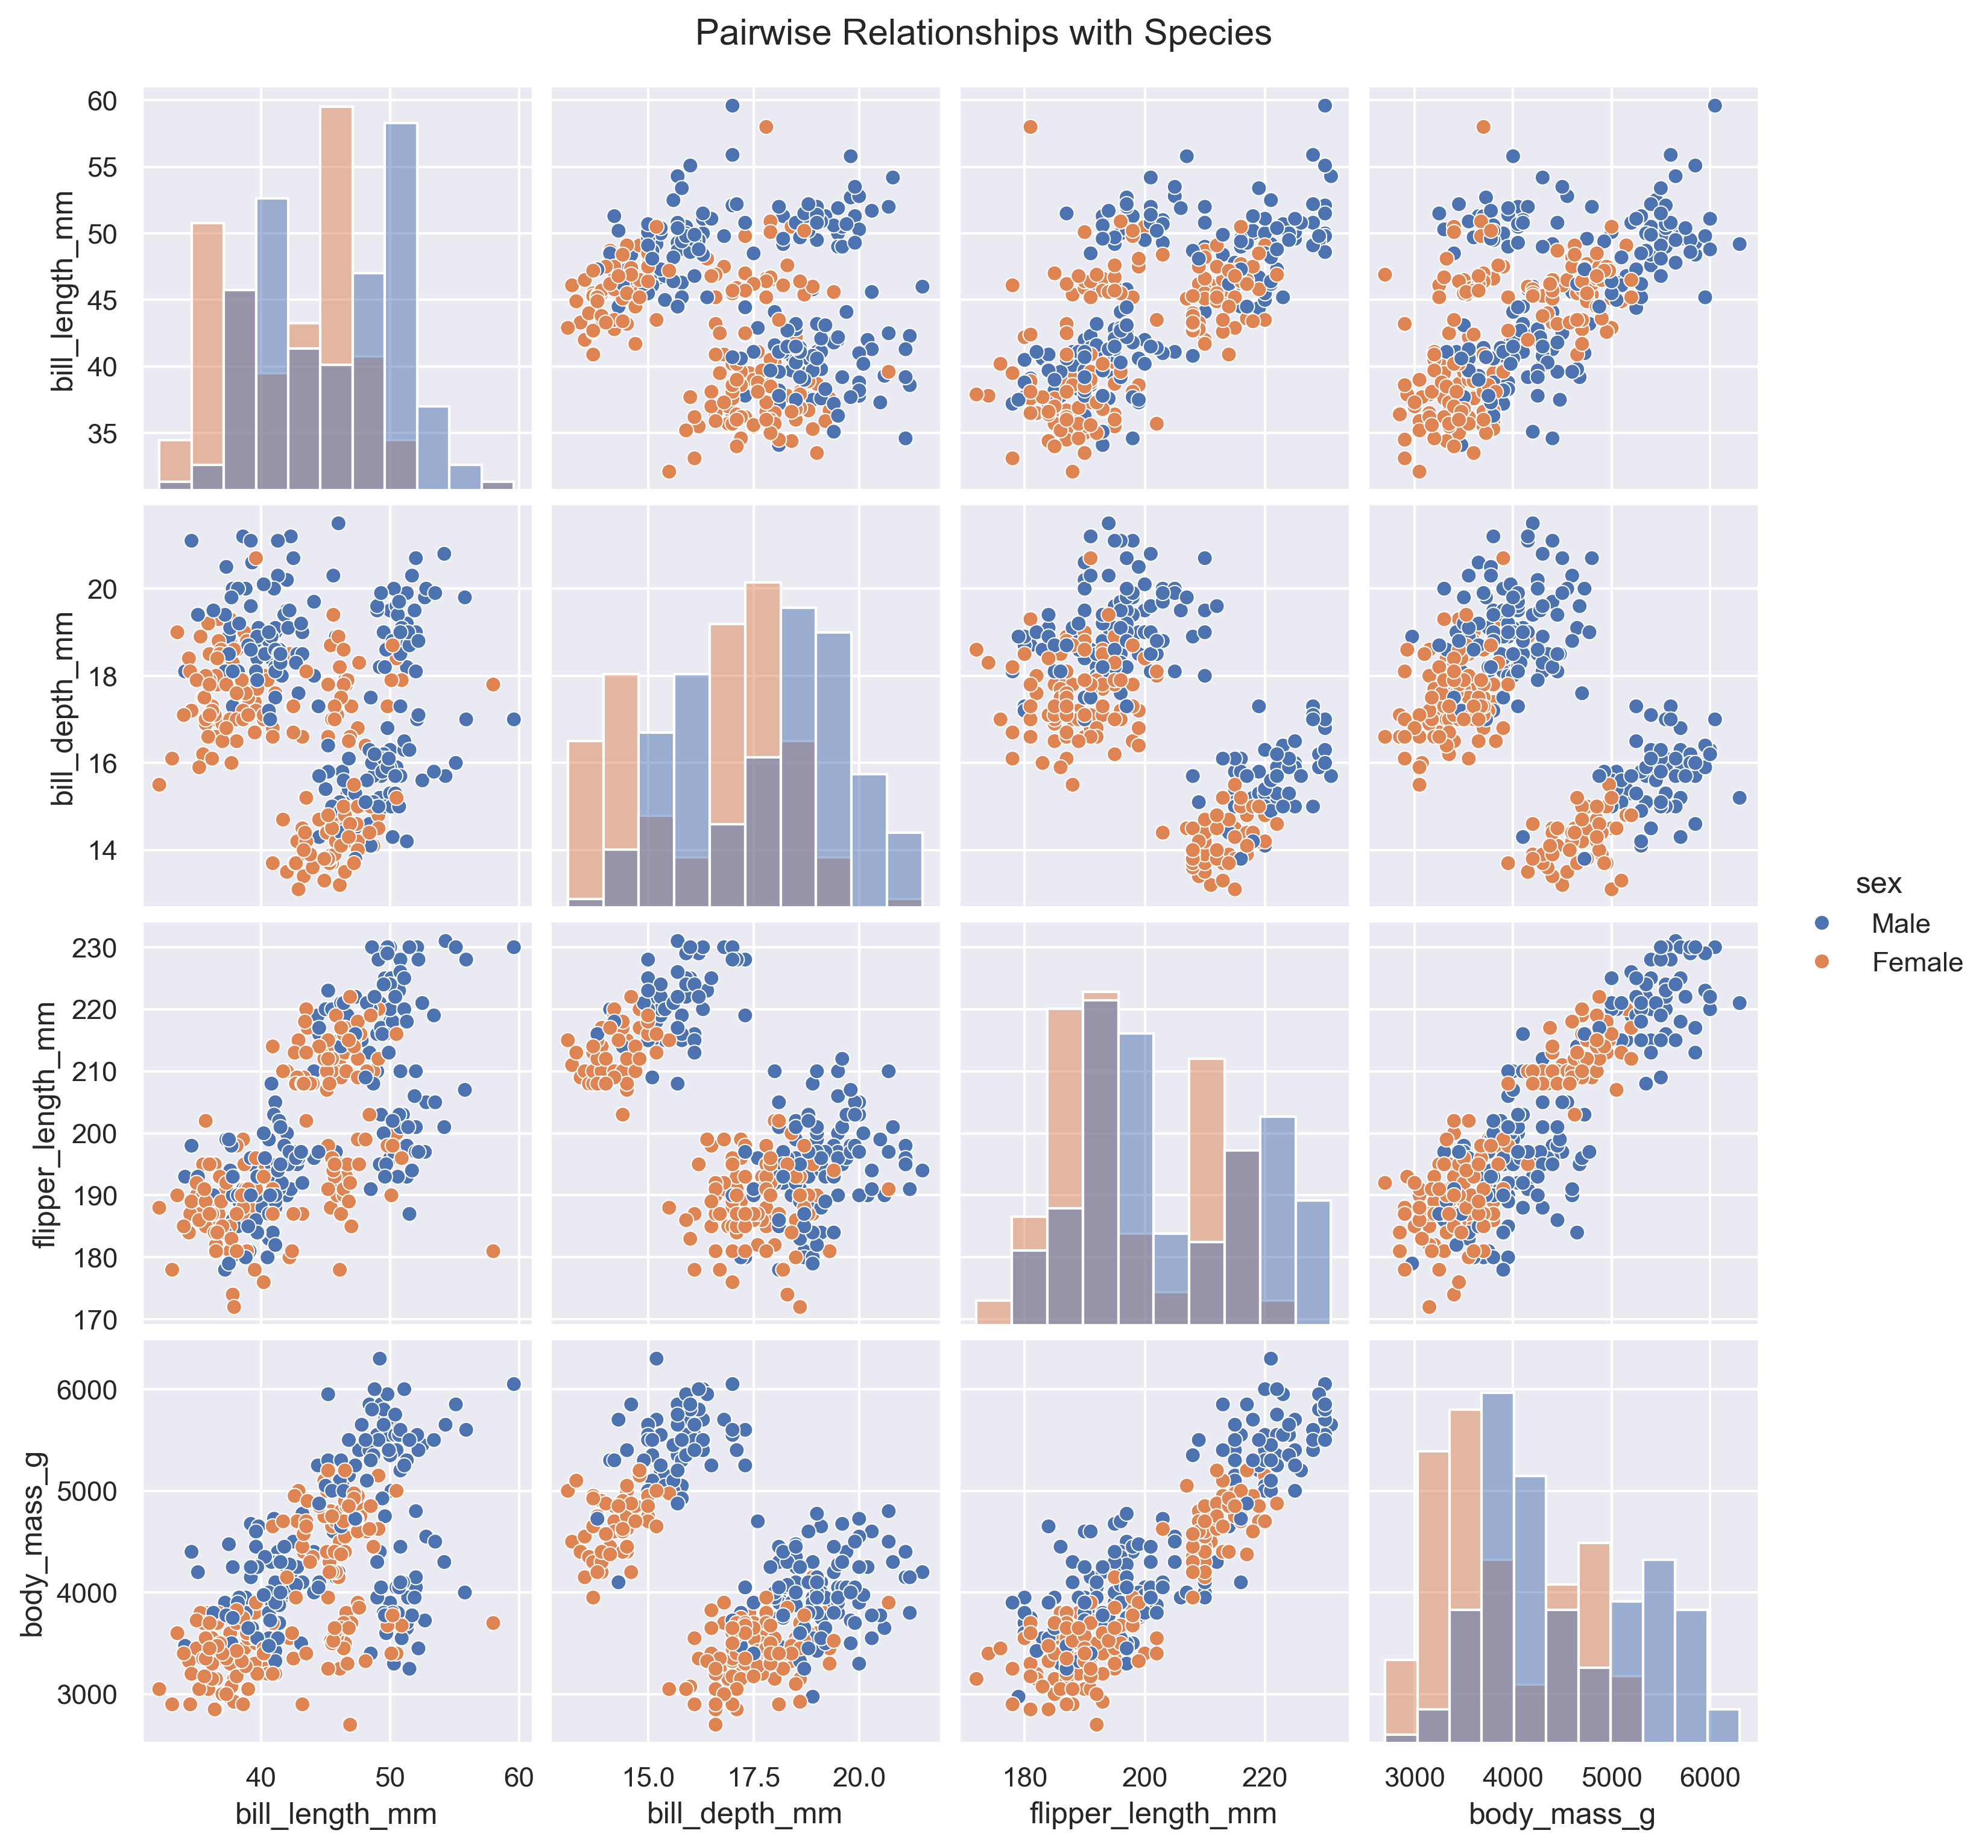 Pairwise Relationships with Species
60
55
50
45
40
35
bill_length_mm
20
18
16
14
bill_depth_mm
230
220
210
200
190
180
170
flipper_length_mm
6000
5000
4000
3000
body_mass_g
40 50 60
15.0 17.5 20.0
180 200 220
3000 4000 5000 6000
bill_length_mm
bill_depth_mm
flipper_length_mm
body_mass_g
sex
Male
Female